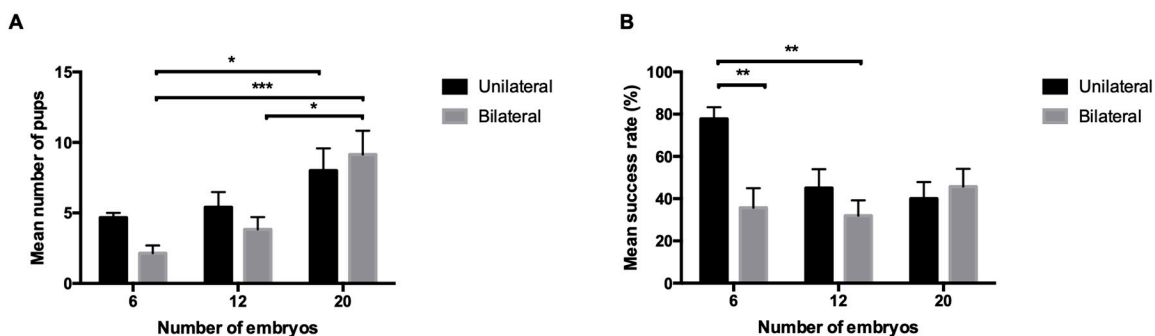 A
*
***
*
15
10
5
0
Mean number of pups
6 12 20
Number of embryos
Unilateral
Bilateral
B
**
**
100
80
60
40
20
0
Mean success rate (%)
6 12 20
Number of embryos
Unilateral
Bilateral